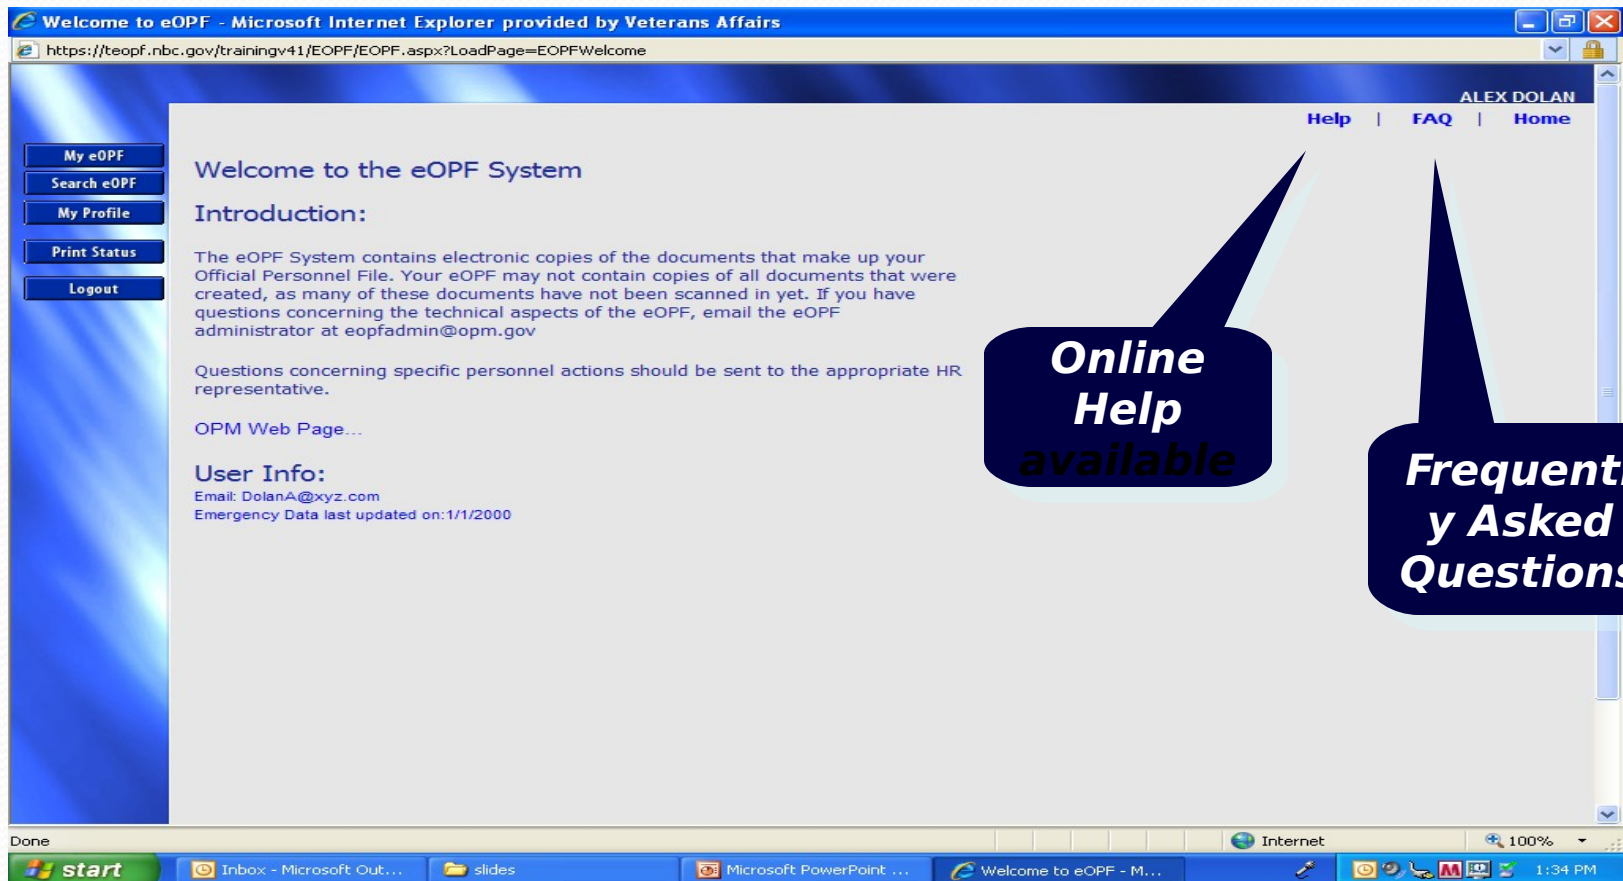 Welcome to eOPF - Microsoft Internet Explorer provided by Veterans Affairs
https://teopf.nbc.gov/trainingv41/EOPF/EOPF.aspx?LoadPage=EOPFWelcome
ALEX DOLAN
Help | FAQ | Home
My eOPF
Search eOPF
My Profile
Print Status
Logout
Welcome to the eOPF System
Introduction:
The eOPF System contains electronic copies of the documents that make up your
Official Personnel File. Your eOPF may not contain copies of all documents that were
created, as many of these documents have not been scanned in yet. If you have
questions concerning the technical aspects of the eOPF, email the eOPF
administrator at eopfadmin@opm.gov
Questions concerning specific personnel actions should be sent to the appropriate HR
representative.
OPM Web Page...
User Info:
Email: DolanA@xyz.com
Emergency Data last updated on:1/1/2000
Online
Help
available
Frequentl
y Asked
Questions
Done
Internet
100%
start
Inbox - Microsoft Out...
slides
Microsoft PowerPoint ...
Welcome to eOPF - M...
1:34 PM